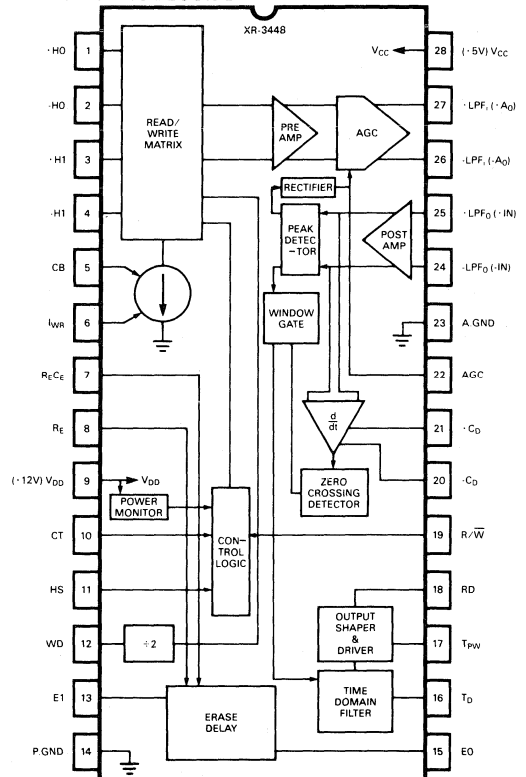 XR-3448
·H0 1
-H0 2
·H1 3
-H1 4
CB 5
IWR 6
RECE 7
RE 8
(·12V) VDD 9
CT 10
HS 11
WD 12
E1 13
P.GND 14
28 (·5V) VCC
27 ·LPFI (·AO)
26 -LPFI (-AO)
25 ·LPFO (·IN)
24 -LPFO (-IN)
23 A.GND
22 AGC
21 ·CD
20 -CD
19 R/W̅
18 RD
17 TPW
16 TD
15 E0
VCC
READ/
WRITE
MATRIX
PRE
AMP
AGC
RECTIFIER
PEAK
DETEC
-TOR
POST
AMP
WINDOW
GATE
d
dt
ZERO
CROSSING
DETECTOR
VDD
POWER
MONITOR
CON–
TROL
LOGIC
÷2
OUTPUT
SHAPER
&
DRIVER
TIME
DOMAIN
FILTER
ERASE
DELAY